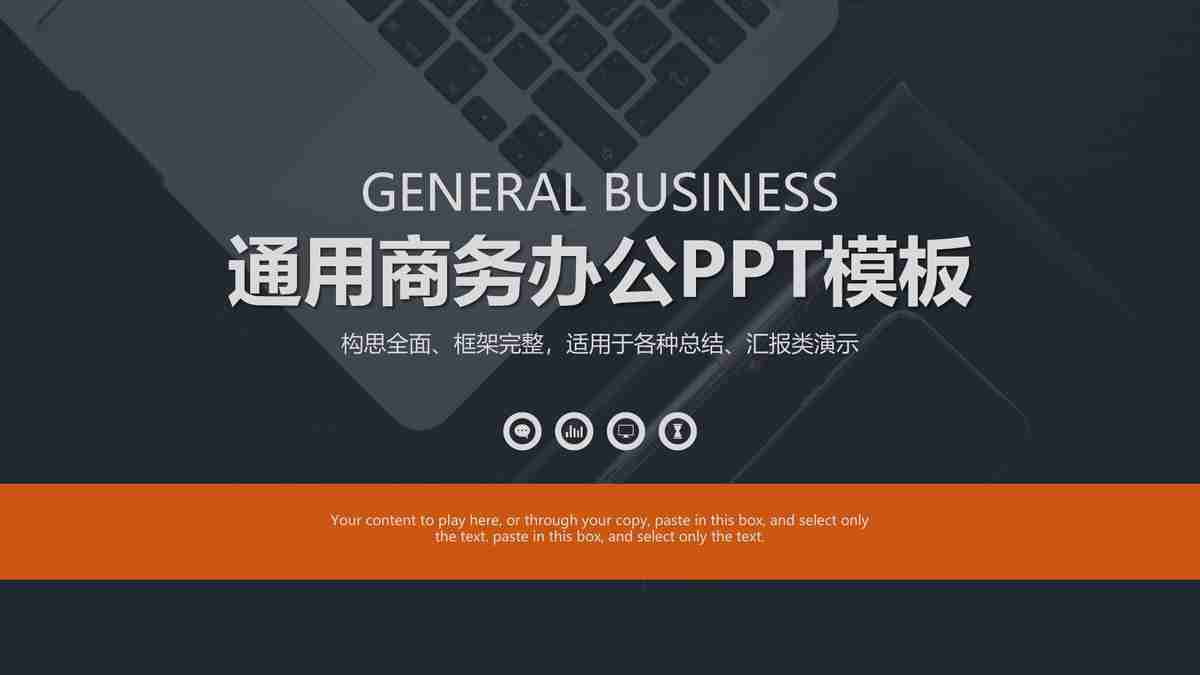 GENERAL BUSINESS
通用商务办公PPT模板
构思全面、框架完整，适用于各种总结、汇报类演示
Your content to play here, or through your copy, paste in this box, and select only
the text. paste in this box, and select only the text.